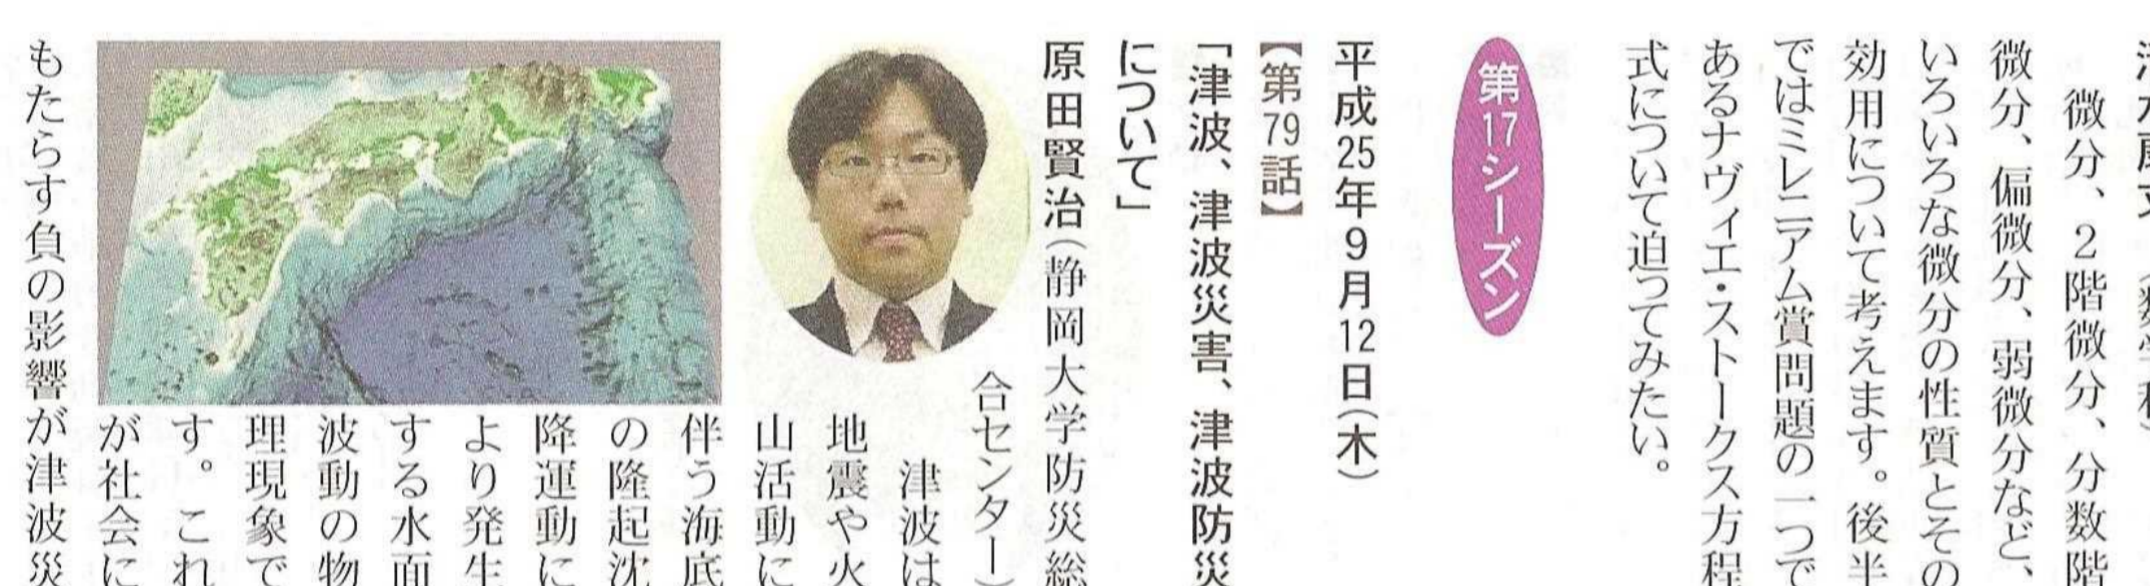 微分、2階微分、分数階
微分、偏微分、弱微分など、
いろいろな微分の性質とその
効用について考えます。後半
ではミレニアム賞問題の一つで
あるナヴィエ・ストークス方程
式について迫ってみたい。
第17シーズン
平成25年9月12日(木)
【第79話】
「津波、津波災害、津波防災
について」
原田賢治(静岡大学防災総
合センター)
津波は
地震や火
山活動に
伴う海底
の隆起沈
降運動に
より発生
する水面
波動の物
理現象で
す。これ
が社会に
もたらす負の影響が津波災